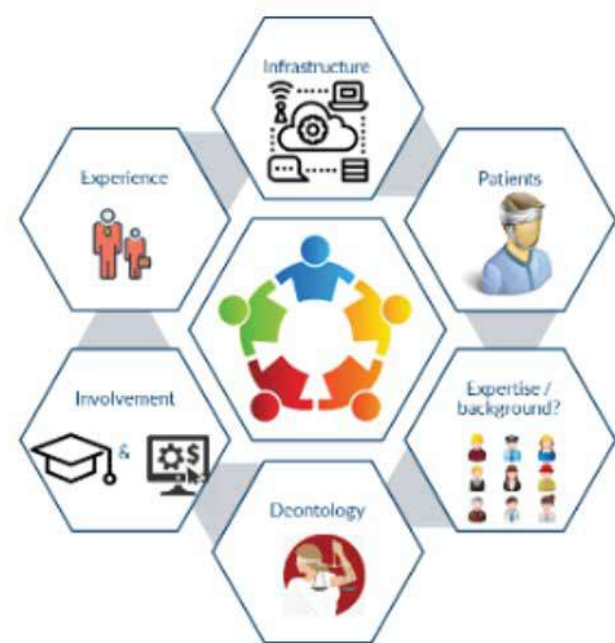 Infrastructure
Experience
Patients
Involvement
&
$
Expertise /
background?
Deontology